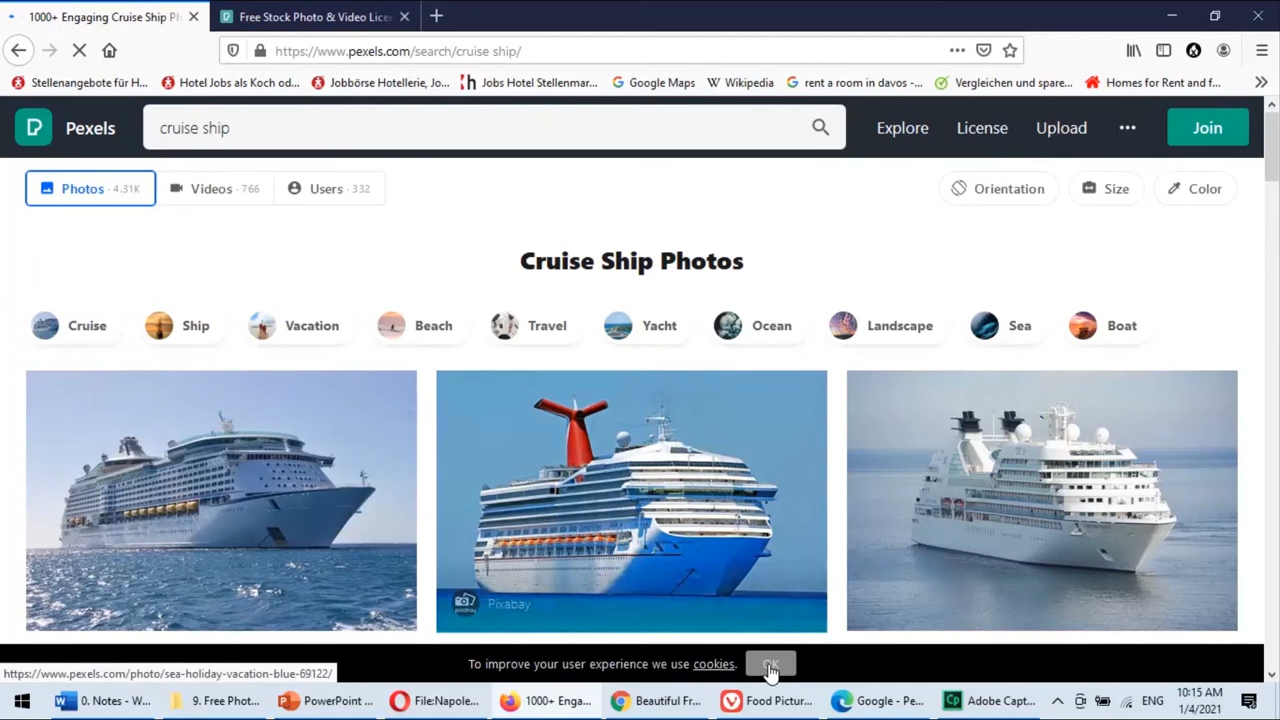 1000+ Engaging Cruise Ship Ph
Free Stock Photo & Video Licen
https://www.pexels.com/search/cruise ship/
Stellenangebote für H...
Hotel Jobs als Koch od...
Jobbörse Hotellerie, Jo...
Jobs Hotel Stellenmar...
Google Maps
Wikipedia
rent a room in davos -...
Vergleichen und spare...
Homes for Rent and f...
Pexels
cruise ship
Explore
License
Upload
Join
Photos · 4.31K
Videos · 766
Users · 332
Orientation
Size
Color
Cruise Ship Photos
Cruise
Ship
Vacation
Beach
Travel
Yacht
Ocean
Landscape
Sea
Boat
pixabay
Pixabay
To improve your user experience we use cookies.
OK
https://www.pexels.com/photo/sea-holiday-vacation-blue-69122/
0. Notes - W...
9. Free Phot...
PowerPoint ...
File:Napole...
1000+ Enga...
Beautiful Fr...
Food Pictur...
Google - Pe...
Adobe Capt...
ENG
10:15 AM
1/4/2021